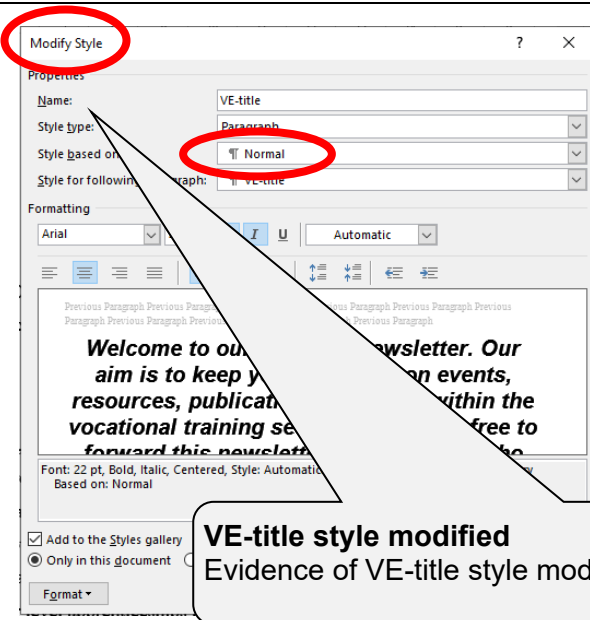 Modify Style ? ×
Properties
Name: VE-title
Style type: Paragraph
Style based on ¶ Normal
Style for following paragraph: ¶ VE-title
Formatting
Arial I U Automatic
Previous Paragraph Previous Paragraph Previous Paragraph Previous
Paragraph Previous Paragraph Previous Paragraph
Welcome to our newsletter. Our
aim is to keep y on events,
resources, publicati within the
vocational training se free to
forward this newslett
Font: 22 pt, Bold, Italic, Centered, Style: Automatic
Based on: Normal
Add to the Styles gallery
Only in this document
Format
VE-title style modified
Evidence of VE-title style mod